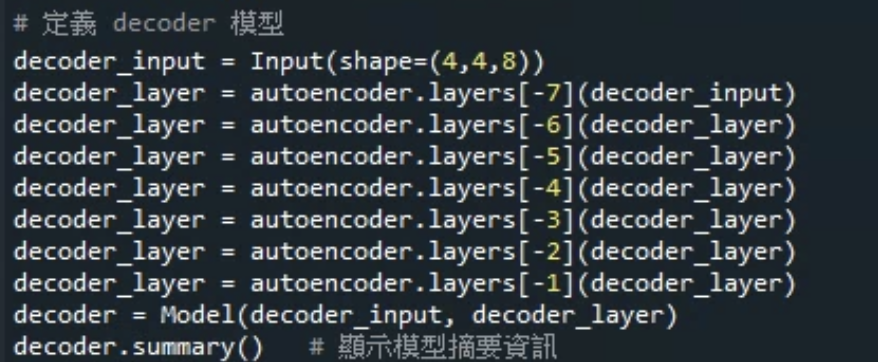 # 定義 decoder 模型
decoder_input = Input(shape=(4,4,8))
decoder_layer = autoencoder.layers[-7](decoder_input)
decoder_layer = autoencoder.layers[-6](decoder_layer)
decoder_layer = autoencoder.layers[-5](decoder_layer)
decoder_layer = autoencoder.layers[-4](decoder_layer)
decoder_layer = autoencoder.layers[-3](decoder_layer)
decoder_layer = autoencoder.layers[-2](decoder_layer)
decoder_layer = autoencoder.layers[-1](decoder_layer)
decoder = Model(decoder_input, decoder_layer)
decoder.summary()   # 顯示模型摘要資訊